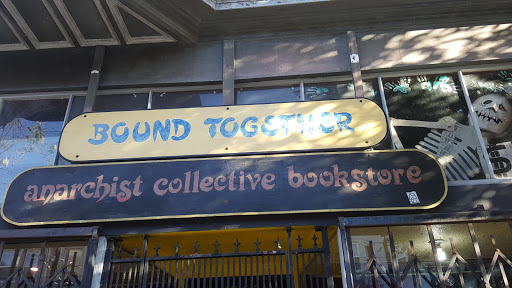 BOUND TOGETHER
anarchist collective bookstore